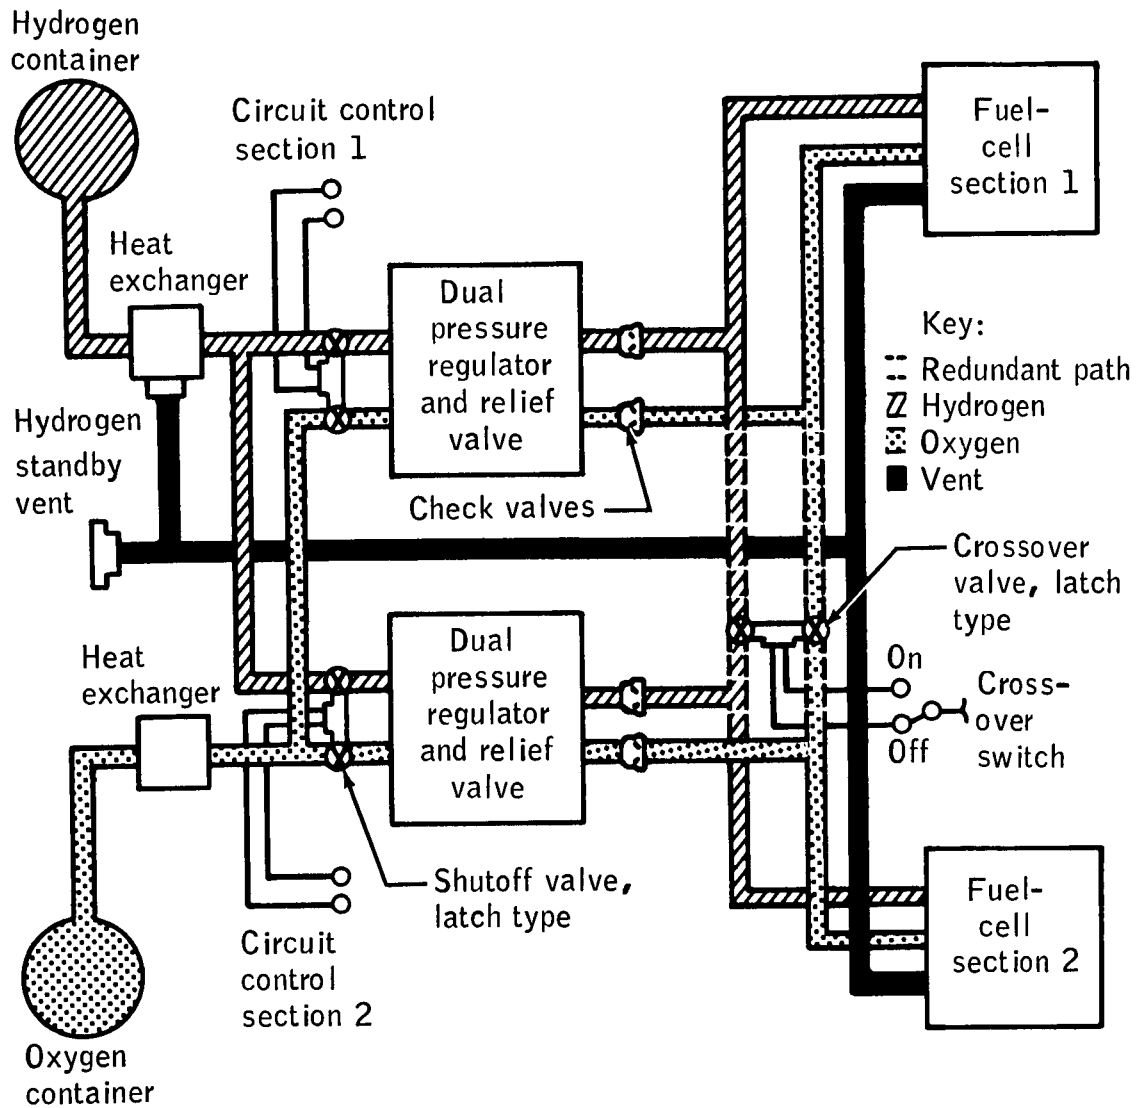 Hydrogen
container
Circuit control
section 1
Fuel-
cell
section 1
Heat
exchanger
Dual
pressure
regulator
and relief
valve
Key:
Redundant path
Hydrogen
Oxygen
Vent
Hydrogen
standby
vent
Check valves
Crossover
valve, latch
type
Heat
exchanger
Dual
pressure
regulator
and relief
valve
On
Off
Cross-
over
switch
Shutoff valve,
latch type
Circuit
control
section 2
Fuel-
cell
section 2
Oxygen
container